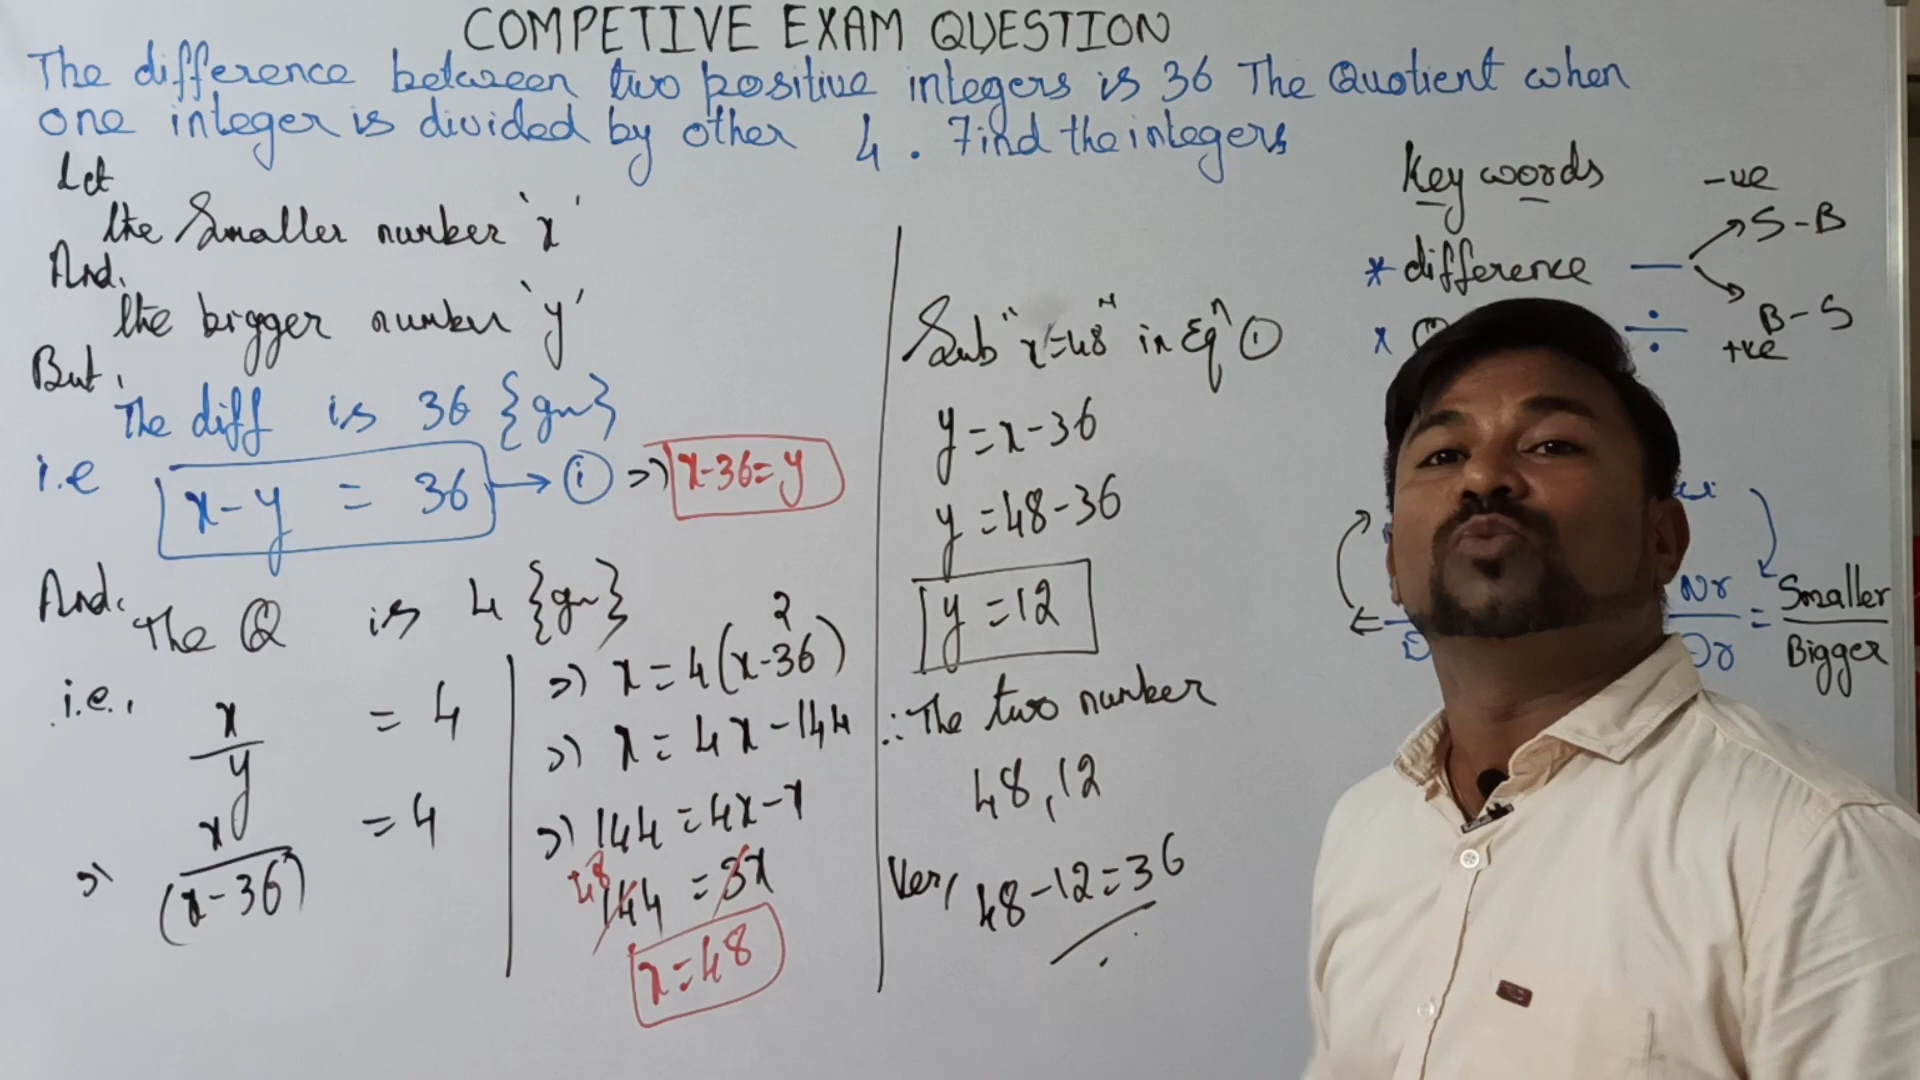 COMPETIVE EXAM QUESTION
The difference between two positive integers is 36 The Quotient when
one integer is divided by other 4. Find the integers
Let
the Smaller number 'x'
And,
the bigger number 'y'
But,
The diff is 36 {gn}
i.e x-y = 36 → ① ⇒ x-36=y
And, The Q is 4 {gn}
i.e., x/y = 4
⇒ x/(x-36) = 4
⇒ x = 4(x-36)
⇒ x = 4x-144
⇒ 144 = 4x-x
48
144 = 3x
x=48
Sub "x=48" in Eqⁿ ①
y = x-36
y = 48-36
y = 12
∴ The two number
48, 12
Ver, 48-12=36
Key words
-ve
S-B
* difference —
B-S
+ve
÷
Nr/Dr = Smaller/Bigger